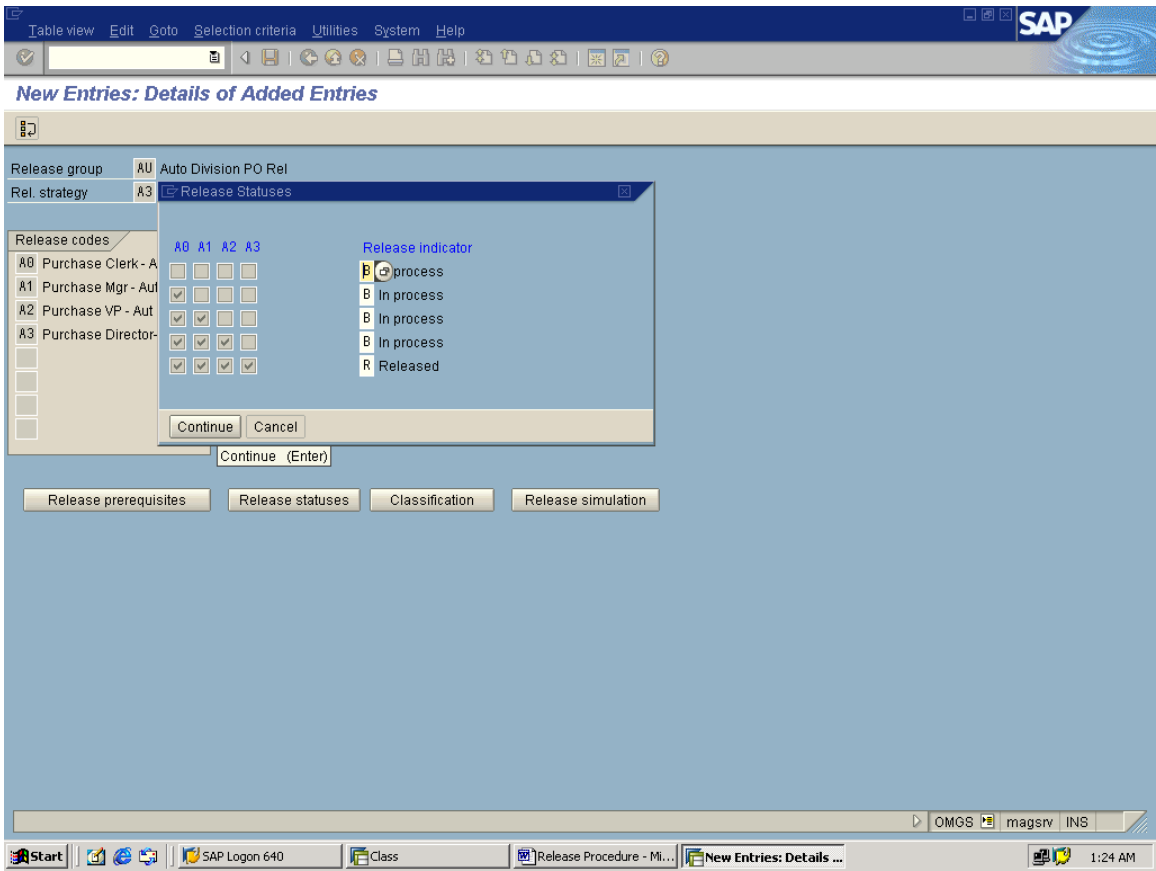 Table view Edit Goto Selection criteria Utilities System Help
SAP
New Entries: Details of Added Entries
Release group AU Auto Division PO Rel
Rel. strategy A3
Release Statuses
Release codes
A0 A1 A2 A3 Release indicator
A0 Purchase Clerk - A
B process
A1 Purchase Mgr - Aut
B In process
A2 Purchase VP - Aut
B In process
A3 Purchase Director-
B In process
R Released
Continue Cancel
Continue (Enter)
Release prerequisites Release statuses Classification Release simulation
OMGS magsrv INS
Start SAP Logon 640 Class Release Procedure - Mi... New Entries: Details ... 1:24 AM